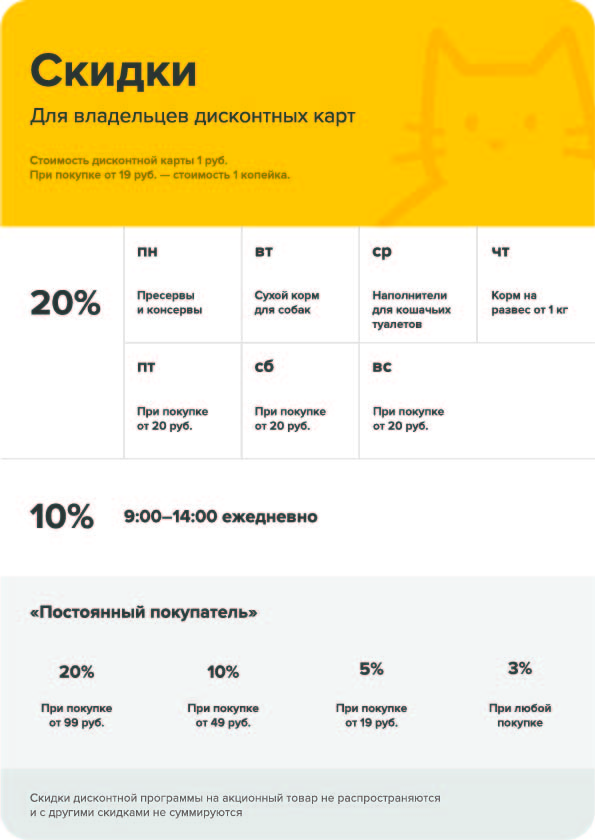 Скидки
Для владельцев дисконтных карт
Стоимость дисконтной карты 1 руб.
При покупке от 19 руб. — стоимость 1 копейка.
20%
пн
Пресервы
и консервы
вт
Сухой корм
для собак
ср
Наполнители
для кошачьих
туалетов
чт
Корм на
развес от 1 кг
пт
При покупке
от 20 руб.
сб
При покупке
от 20 руб.
вс
При покупке
от 20 руб.
10%
9:00–14:00 ежедневно
«Постоянный покупатель»
20%
При покупке
от 99 руб.
10%
При покупке
от 49 руб.
5%
При покупке
от 19 руб.
3%
При любой
покупке
Скидки дисконтной программы на акционный товар не распространяются
и с другими скидками не суммируются